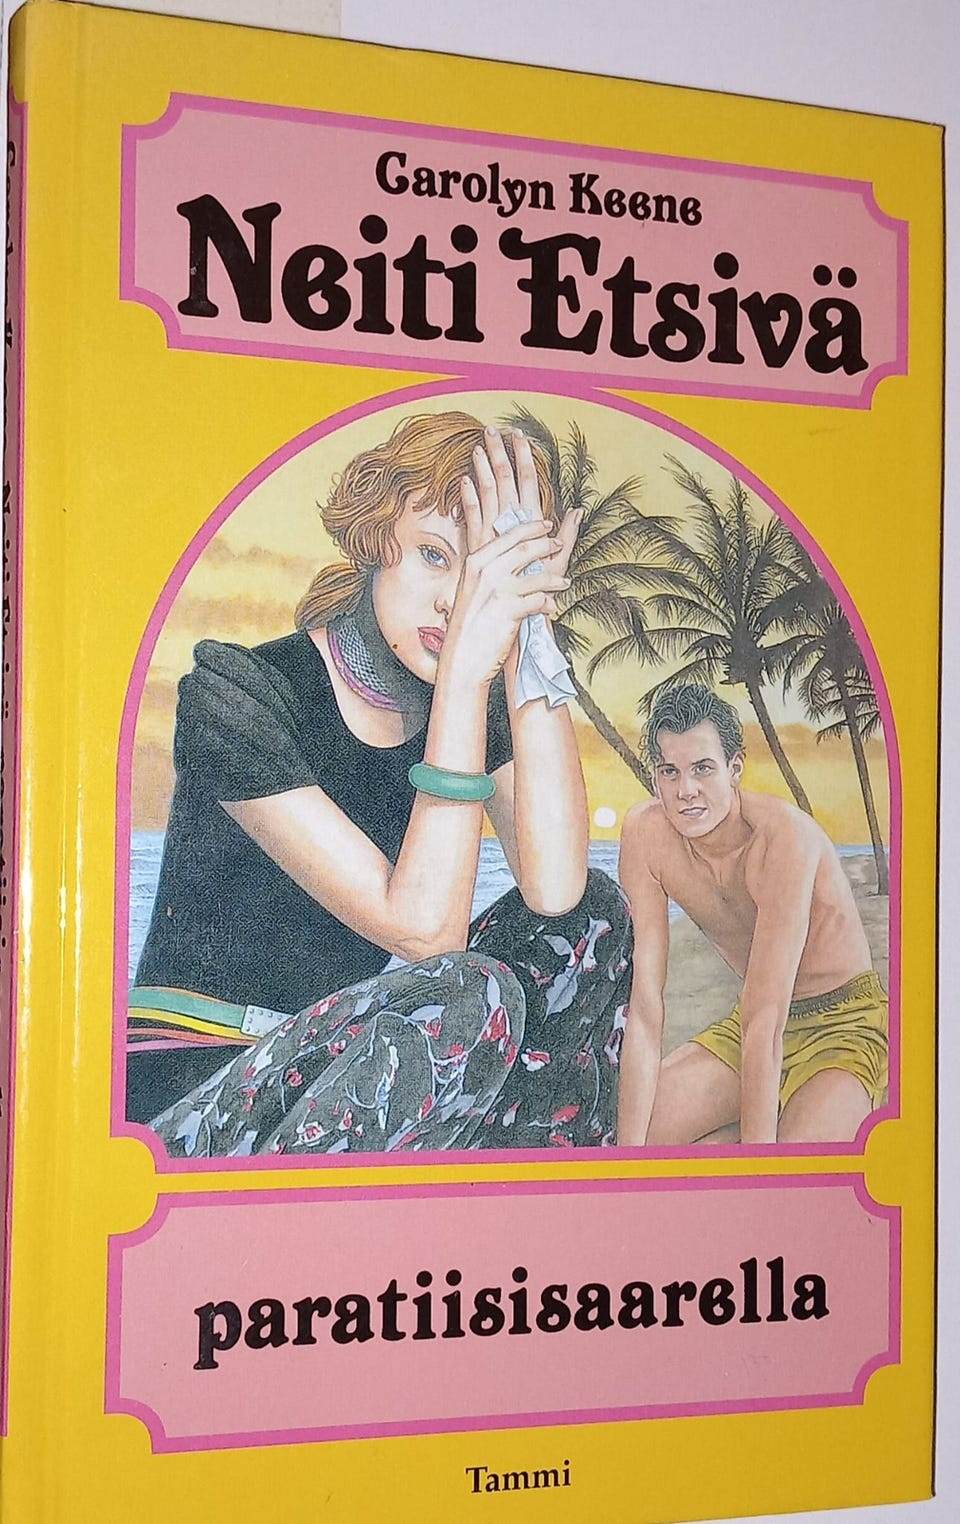 Carolyn Keene
Neiti Etsivä
paratiisisaarella
Tammi